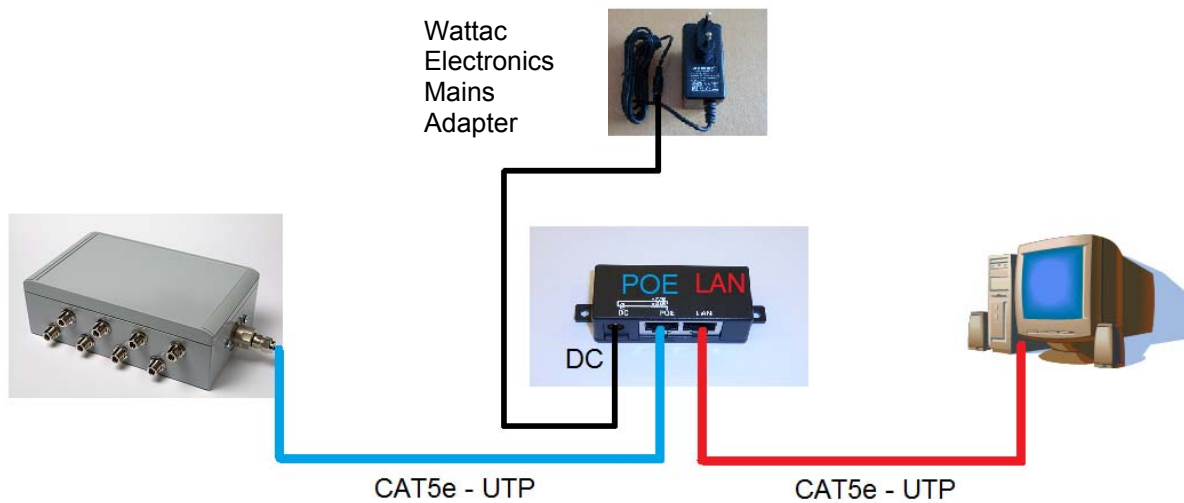 Wattac
Electronics
Mains
Adapter
POE LAN
DC POE LAN
DC
CAT5e - UTP
CAT5e - UTP